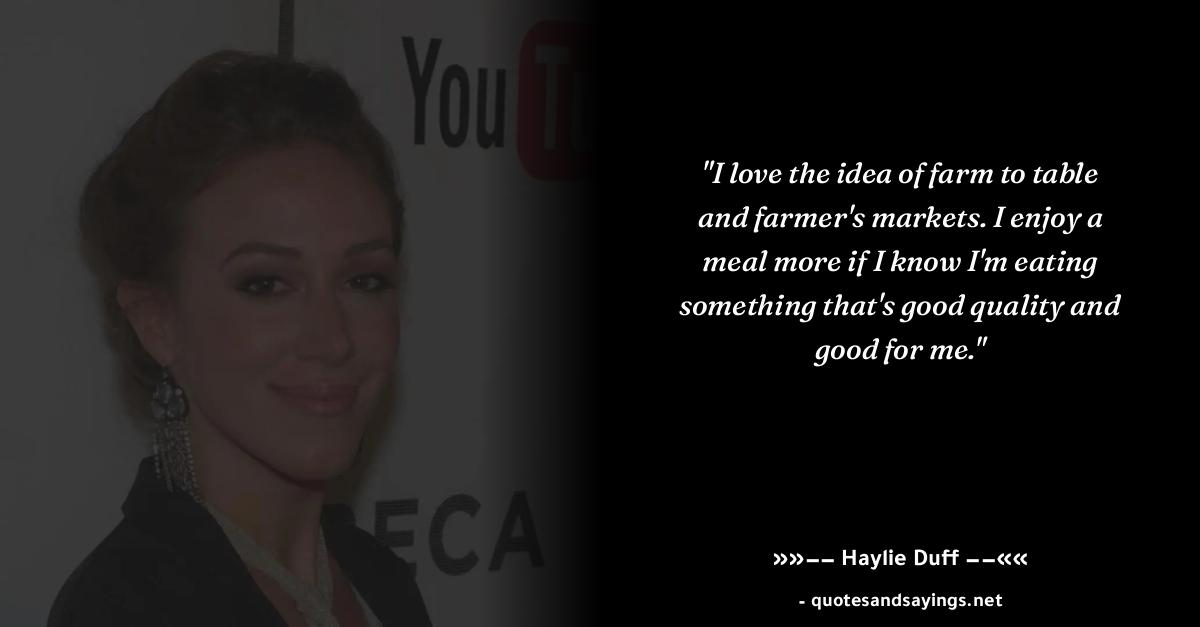 You Tu
ECA
"I love the idea of farm to table
and farmer's markets. I enjoy a
meal more if I know I'm eating
something that's good quality and
good for me."
»»−− Haylie Duff −−««
- quotesandsayings.net